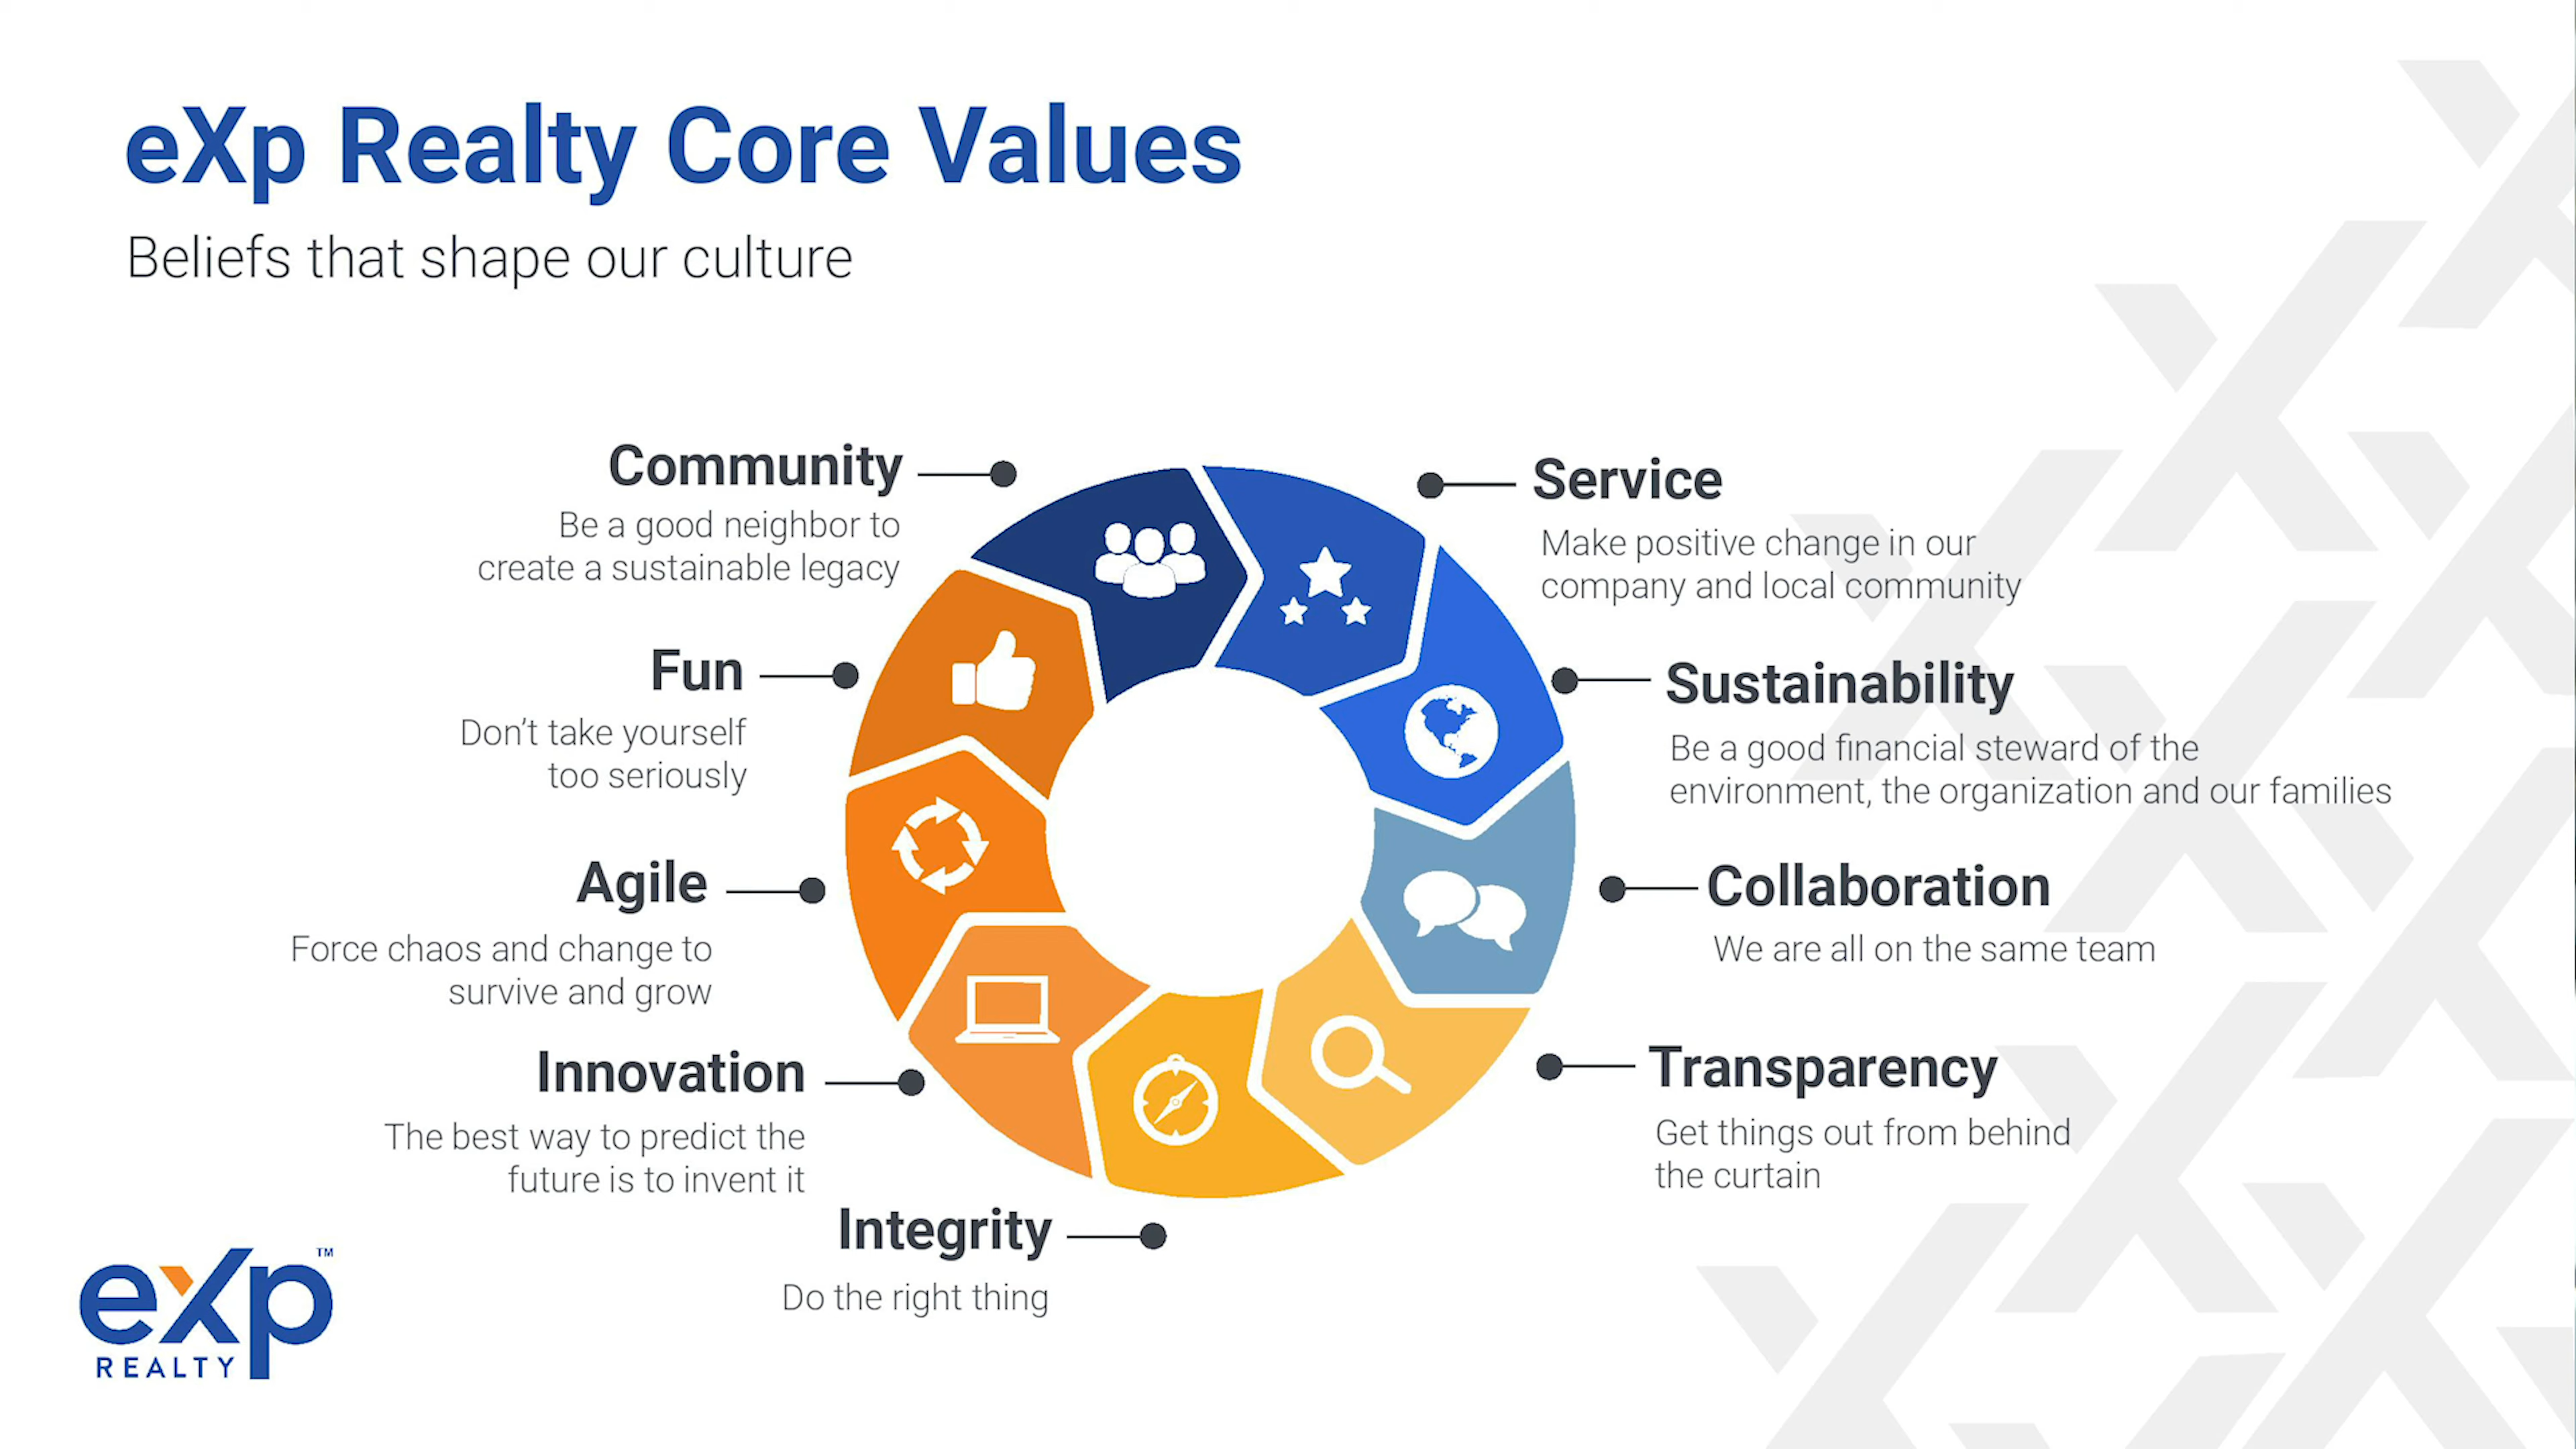 eXp Realty Core Values
Beliefs that shape our culture
Community
Be a good neighbor to
create a sustainable legacy
Fun
Don’t take yourself
too seriously
Agile
Force chaos and change to
survive and grow
Innovation
The best way to predict the
future is to invent it
Integrity
Do the right thing
Service
Make positive change in our
company and local community
Sustainability
Be a good financial steward of the
environment, the organization and our families
Collaboration
We are all on the same team
Transparency
Get things out from behind
the curtain
eXp ™
REALTY